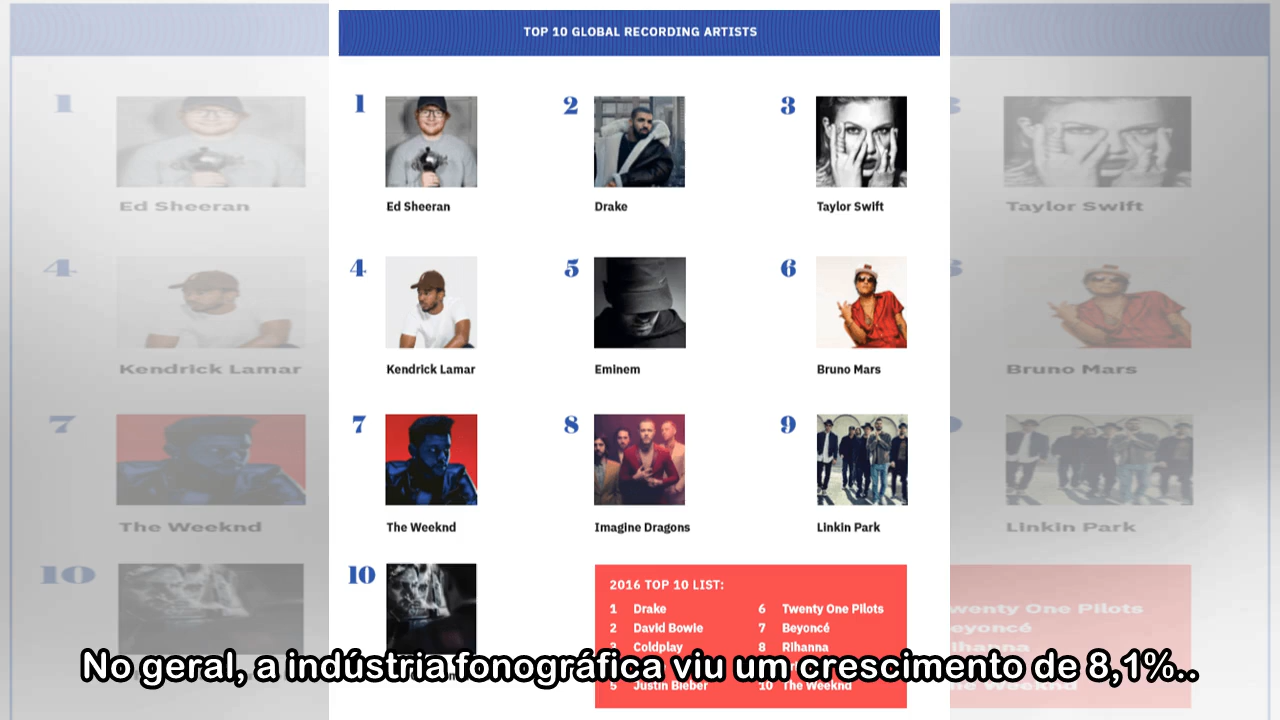 TOP 10 GLOBAL RECORDING ARTISTS
1 2 3
Ed Sheeran Drake Taylor Swift
4 5 6
Kendrick Lamar Eminem Bruno Mars
7 8 9
The Weeknd Imagine Dragons Linkin Park
10
2016 TOP 10 LIST:
1 Drake 6 Twenty One Pilots
2 David Bowie 7 Beyoncé
3 Coldplay 8 Rihanna
5 Justin Bieber 10 The Weeknd
No geral, a indústria fonográfica viu um crescimento de 8,1%..